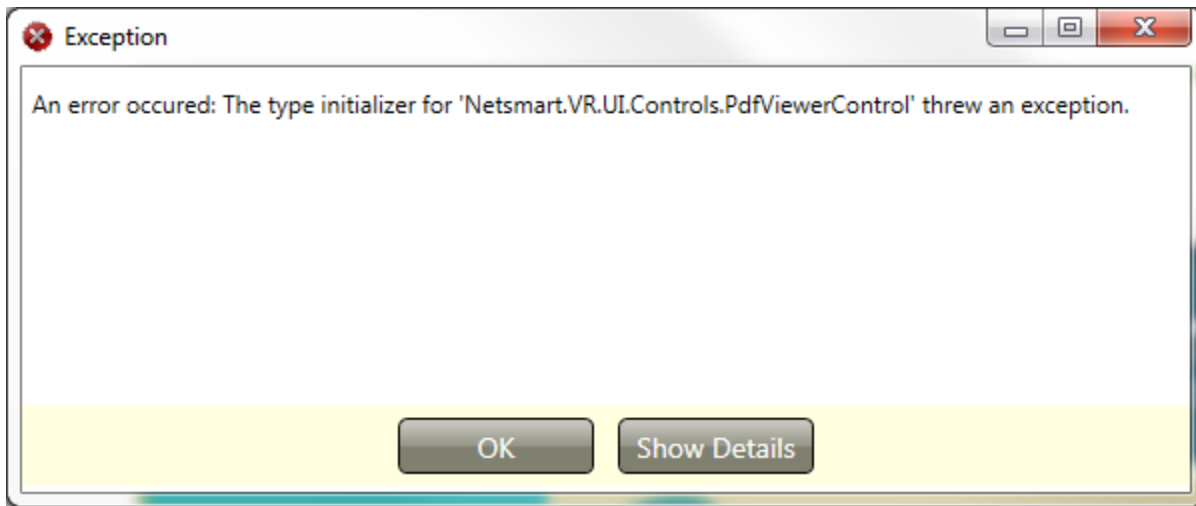 Exception
An error occured: The type initializer for 'Netsmart.VR.UI.Controls.PdfViewerControl' threw an exception.
OK
Show Details